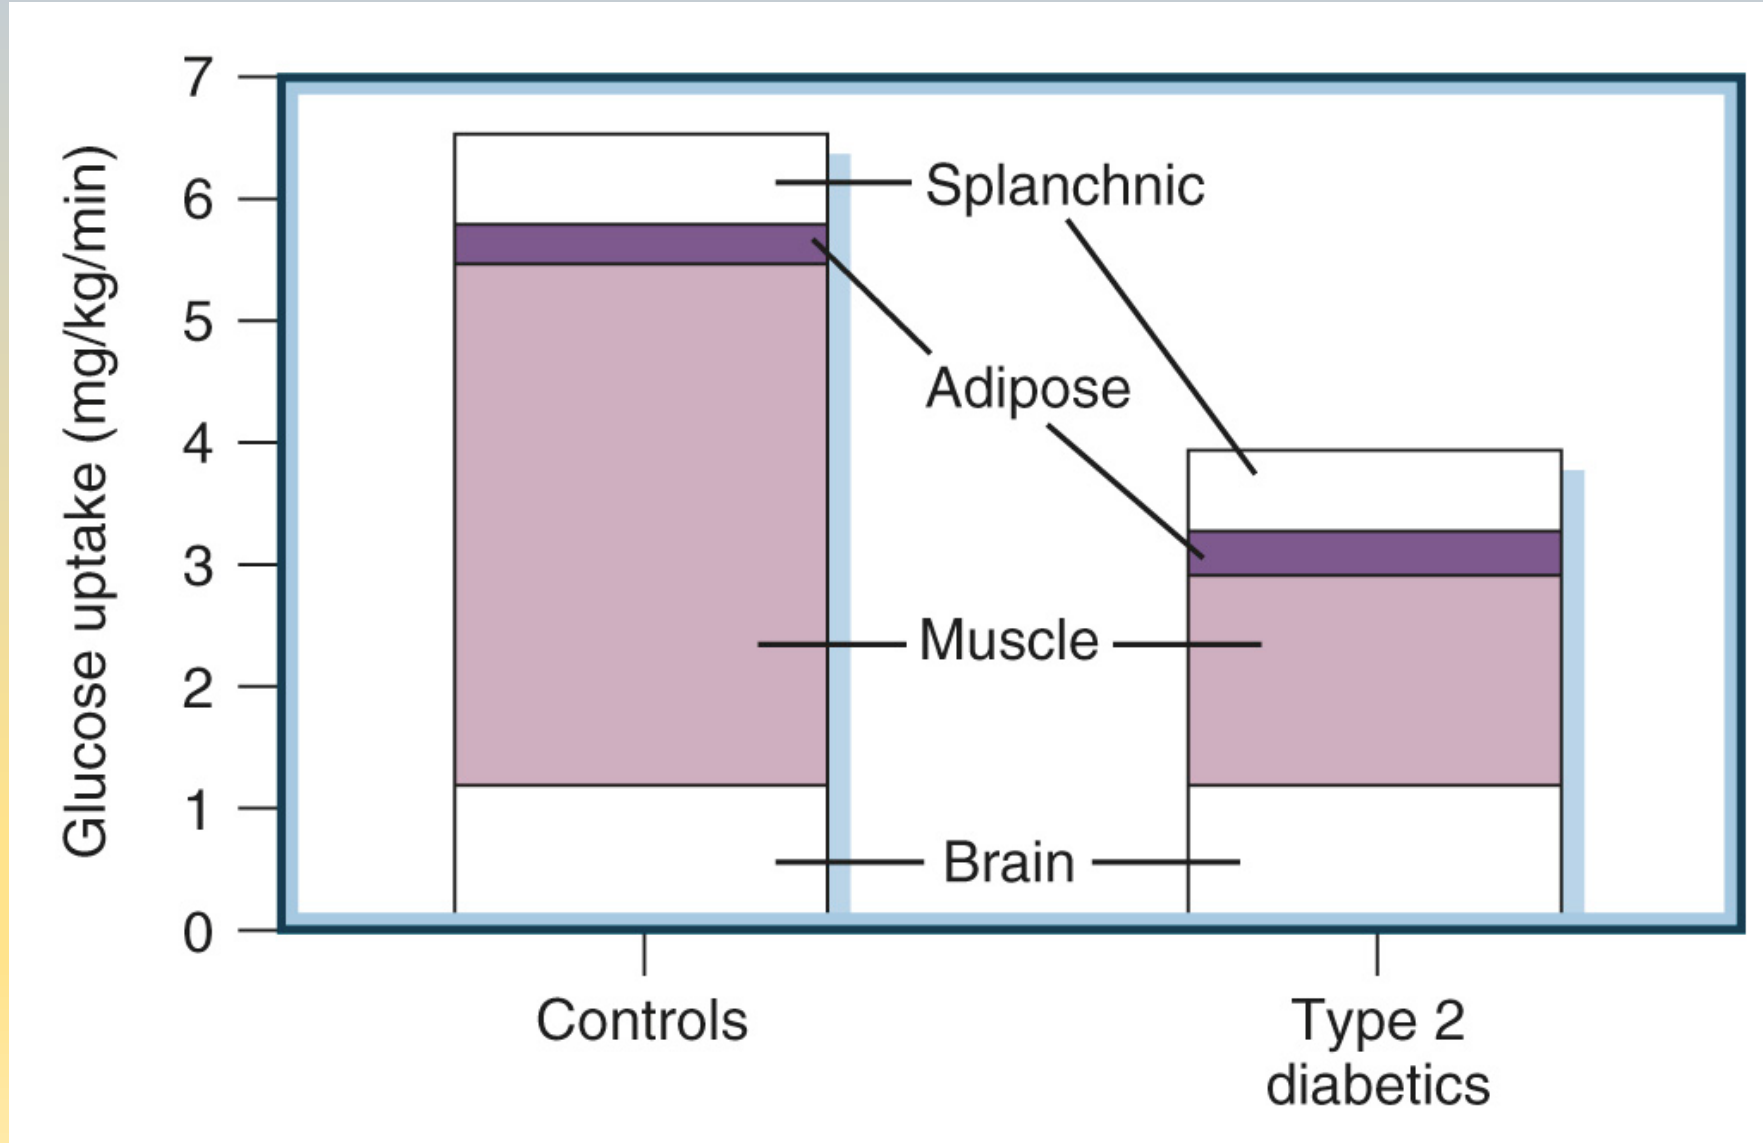 Glucose uptake (mg/kg/min)
7
6
5
4
3
2
1
0
Splanchnic
Adipose
Muscle
Brain
Controls
Type 2
diabetics